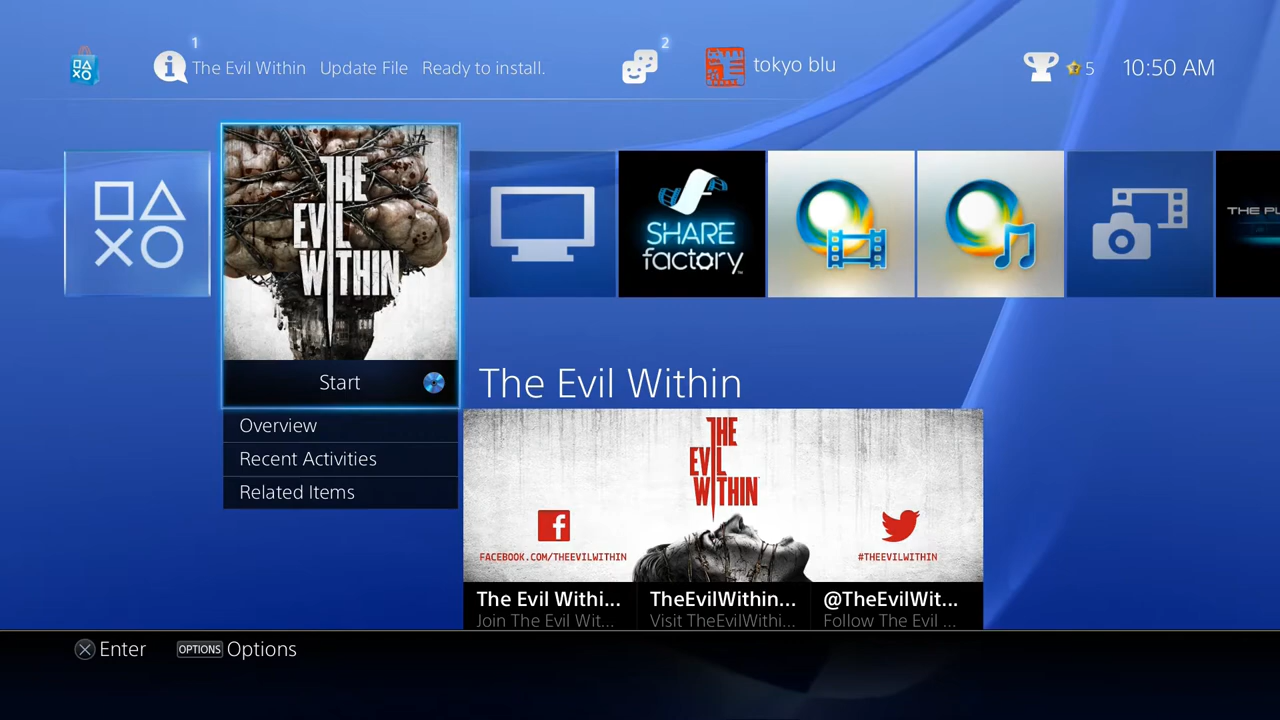 1
The Evil Within Update File Ready to install.
2
tokyo blu
5
10:50 AM
THE
EVIL
WITHIN
SHARE
factory™
THE PL
Start
The Evil Within
Overview
Recent Activities
Related Items
THE
EVIL
WITHIN
FACEBOOK.COM/THEEVILWITHIN
#THEEVILWITHIN
The Evil Withi...
TheEvilWithin...
@TheEvilWit...
Join The Evil Wit...
Visit TheEvilWithi...
Follow The Evil ...
Enter
OPTIONS Options